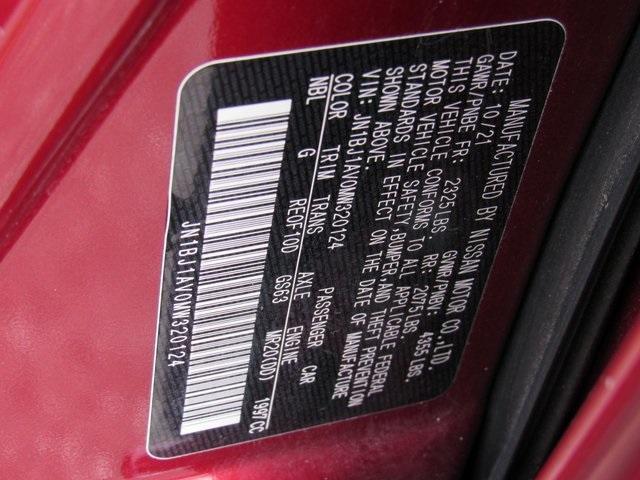 MANUFACTURED BY NISSAN MOTOR CO., LTD.
DATE: 10/21 GVWR/PNBV: 4355 LBS.
GAWR/PNBE FR: 2323 LBS. RR: 2075 LBS.
THIS VEHICLE CONFORMS TO ALL APPLICABLE FEDERAL
MOTOR VEHICLE SAFETY, BUMPER, AND THEFT PREVENTION
STANDARDS IN EFFECT ON THE DATE OF MANUFACTURE
SHOWN ABOVE.
VIN: JN1BJ1AV0MW320124 PASSENGER CAR
COLOR TRIM TRANS AXLE ENGINE
NBL G RE0F10D GS63 MR20(DD) 1997CC
JN1BJ1AV0MW320124